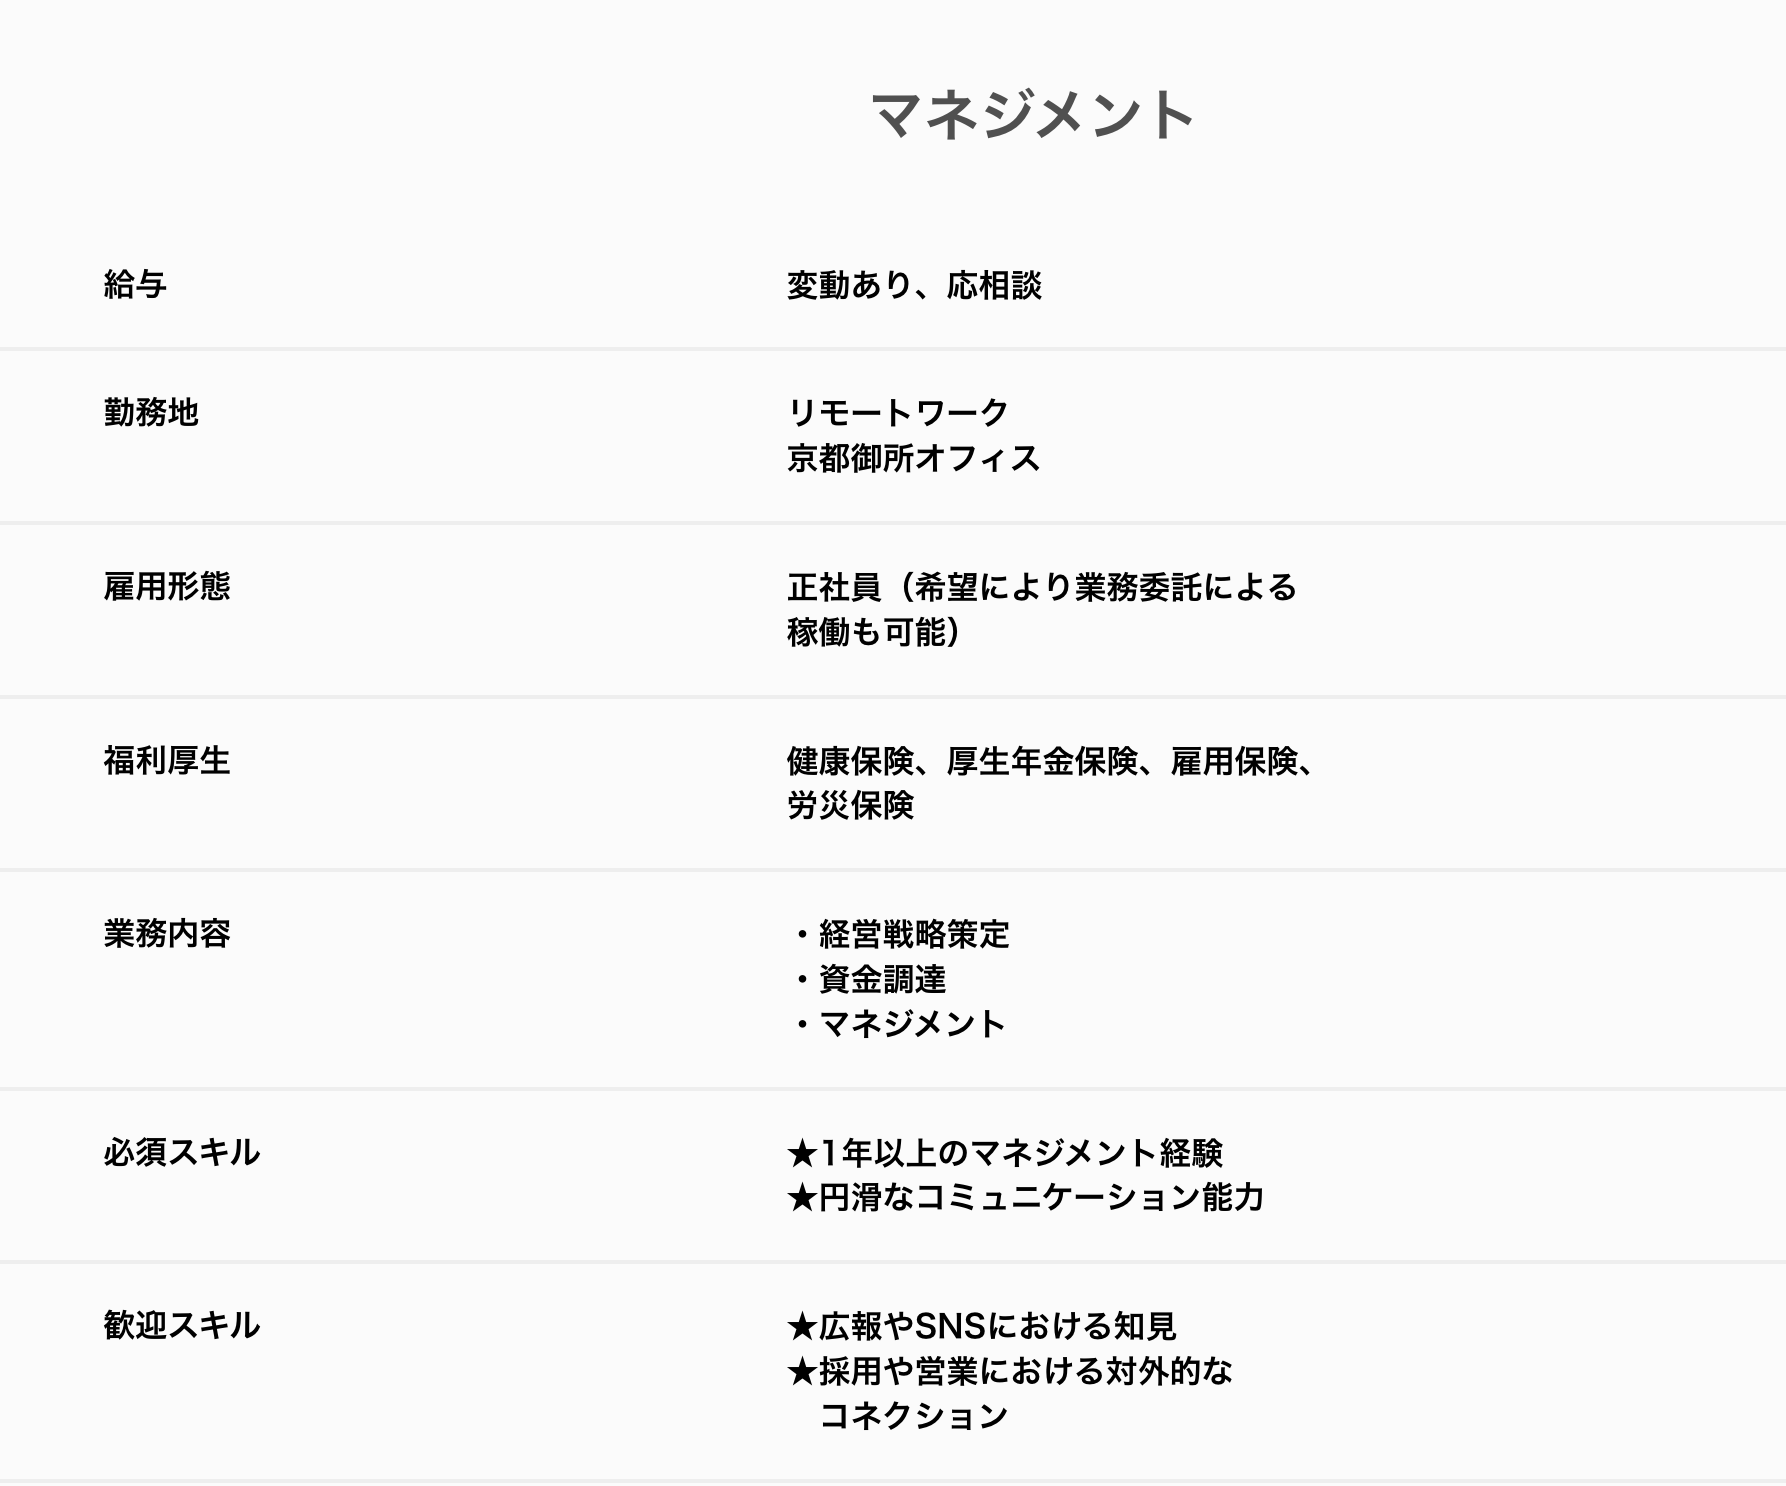 マネジメント
給与
変動あり、応相談
勤務地
リモートワーク
京都御所オフィス
雇用形態
正社員（希望により業務委託による
稼働も可能）
福利厚生
健康保険、厚生年金保険、雇用保険、
労災保険
業務内容
・経営戦略策定
・資金調達
・マネジメント
必須スキル
★1年以上のマネジメント経験
★円滑なコミュニケーション能力
歓迎スキル
★広報やSNSにおける知見
★採用や営業における対外的な
コネクション